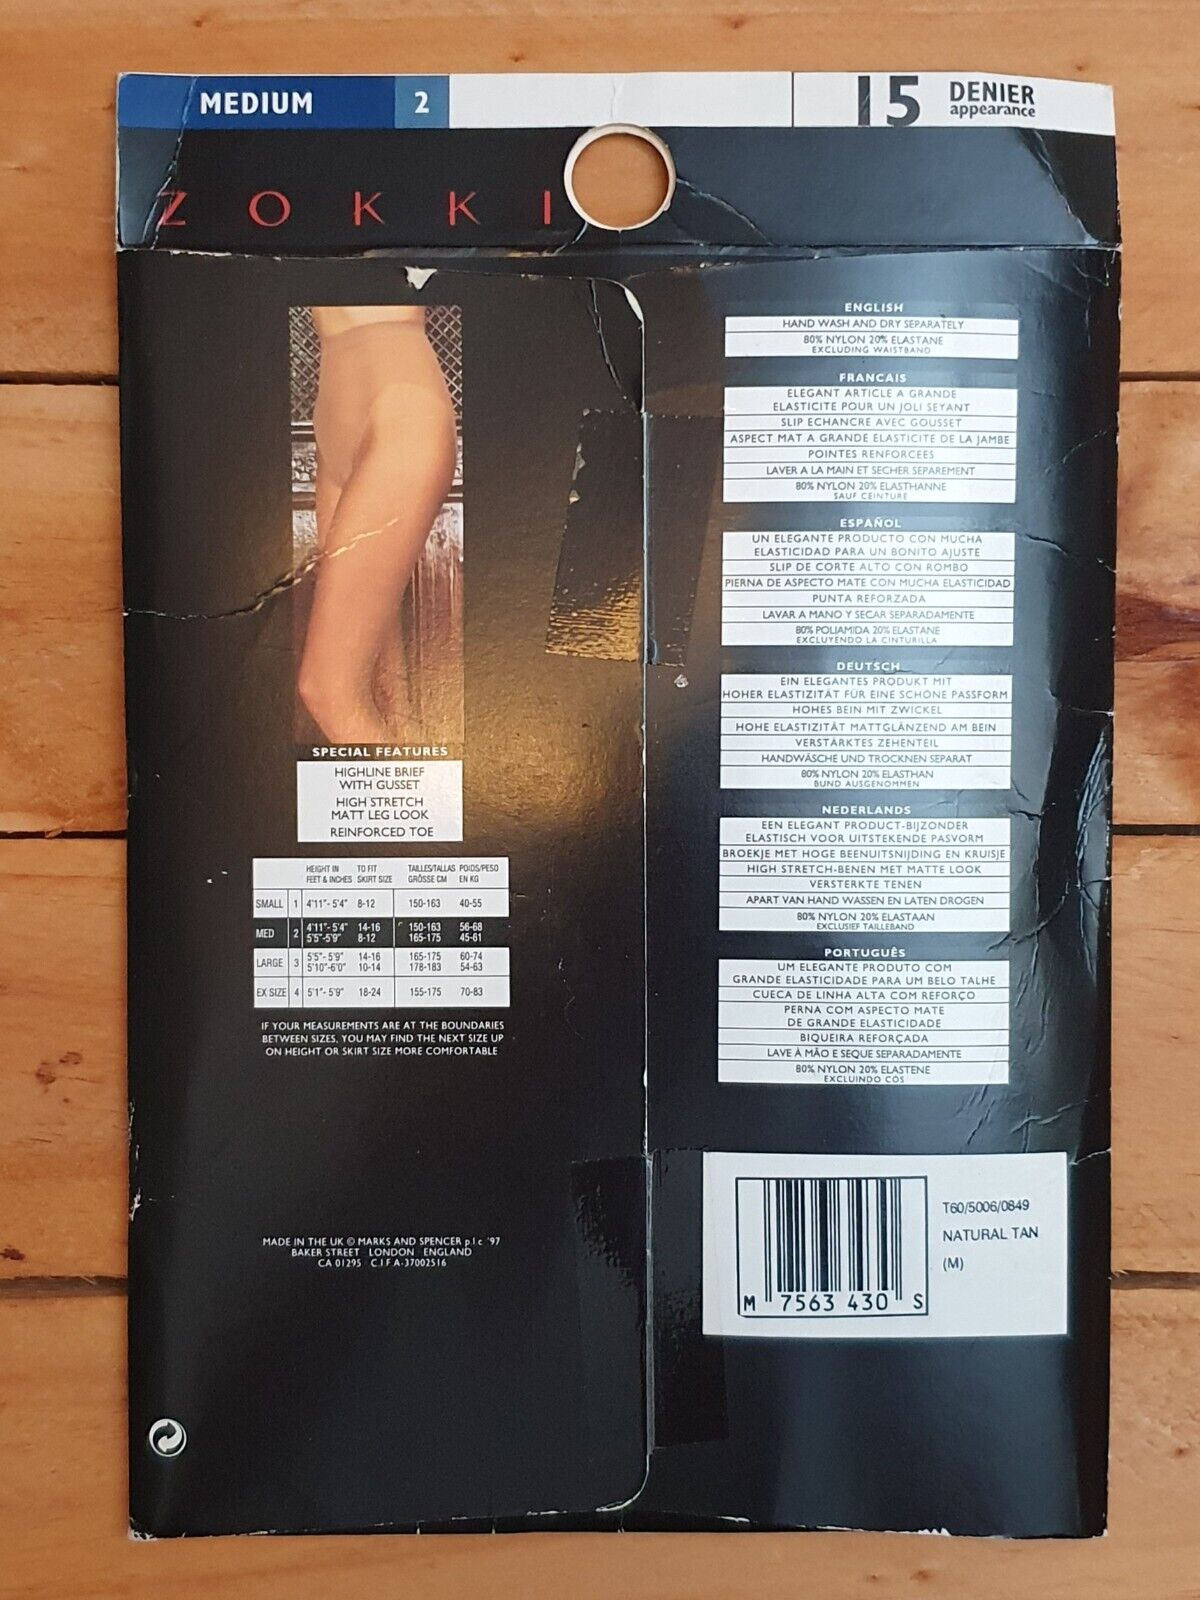 MEDIUM 2
15 DENIER
appearance
ZOKKI
SPECIAL FEATURES
HIGHLINE BRIEF
WITH GUSSET
HIGH STRETCH
MATT LEG LOOK
REINFORCED TOE
HEIGHT IN TO FIT TAILLES/TALLAS POIDS/PESO
FEET & INCHES SKIRT SIZE GRÖSSE CM EN KG
SMALL 1 4'11"- 5'4" 8-12 150-163 40-55
MED 2 4'11"- 5'4" 14-16 150-163 56-68
5'5"-5'9" 8-12 165-175 45-61
LARGE 3 5'5"- 5'9" 14-16 165-175 60-74
5'10"-6'0" 10-14 178-183 54-63
EX SIZE 4 5'1"- 5'9" 18-24 155-175 70-83
IF YOUR MEASUREMENTS ARE AT THE BOUNDARIES
BETWEEN SIZES, YOU MAY FIND THE NEXT SIZE UP
ON HEIGHT OR SKIRT SIZE MORE COMFORTABLE
MADE IN THE UK © MARKS AND SPENCER p.l.c '97
BAKER STREET LONDON ENGLAND
CA 01295 C.I.F A-37002516
ENGLISH
HAND WASH AND DRY SEPARATELY
80% NYLON 20% ELASTANE
EXCLUDING WAISTBAND
FRANCAIS
ELEGANT ARTICLE A GRANDE
ELASTICITE POUR UN JOLI SEYANT
SLIP ECHANCRE AVEC GOUSSET
ASPECT MAT A GRANDE ELASTICITE DE LA JAMBE
POINTES RENFORCEES
LAVER A LA MAIN ET SECHER SEPAREMENT
80% NYLON 20% ELASTHANNE
SAUF CEINTURE
ESPAÑOL
UN ELEGANTE PRODUCTO CON MUCHA
ELASTICIDAD PARA UN BONITO AJUSTE
SLIP DE CORTE ALTO CON ROMBO
PIERNA DE ASPECTO MATE CON MUCHA ELASTICIDAD
PUNTA REFORZADA
LAVAR A MANO Y SECAR SEPARADAMENTE
80% POLIAMIDA 20% ELASTANE
EXCLUYENDO LA CINTURILLA
DEUTSCH
EIN ELEGANTES PRODUKT MIT
HOHER ELASTIZITÄT FÜR EINE SCHÖNE PASSFORM
HOHES BEIN MIT ZWICKEL
HOHE ELASTIZITÄT MATTGLÄNZEND AM BEIN
VERSTÄRKTES ZEHENTEIL
HANDWÄSCHE UND TROCKNEN SEPARAT
80% NYLON 20% ELASTHAN
BUND AUSGENOMMEN
NEDERLANDS
EEN ELEGANT PRODUCT-BIJZONDER
ELASTISCH VOOR UITSTEKENDE PASVORM
BROEKJE MET HOGE BEENUITSNIJDING EN KRUISJE
HIGH STRETCH-BENEN MET MATTE LOOK
VERSTERKTE TENEN
APART VAN HAND WASSEN EN LATEN DROGEN
80% NYLON 20% ELASTAAN
EXCLUSIEF TAILLEBAND
PORTUGUÊS
UM ELEGANTE PRODUTO COM
GRANDE ELASTICIDADE PARA UM BELO TALHE
CUECA DE LINHA ALTA COM REFORÇO
PERNA COM ASPECTO MATE
DE GRANDE ELASTICIDADE
BIQUEIRA REFORÇADA
LAVE À MÃO E SEQUE SEPARADAMENTE
80% NYLON 20% ELASTENE
EXCLUINDO CÓS
T60/5006/0849
NATURAL TAN
(M)
M 7563 430 S